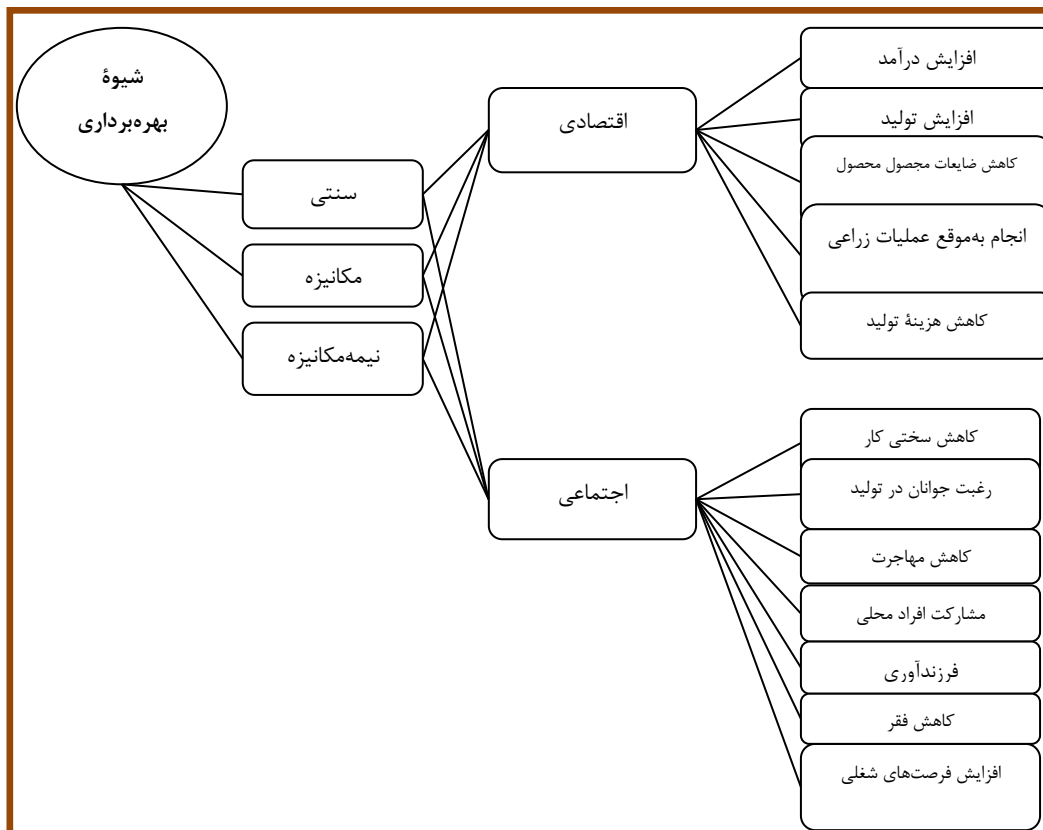 شیوۀ
بهره‌برداری
سنتی
مکانیزه
نیمه‌مکانیزه
اقتصادی
اجتماعی
افزایش درآمد
افزایش تولید
کاهش ضایعات مجصول محصول
انجام به‌موقع عملیات زراعی
کاهش هزینۀ تولید
کاهش سختی کار
رغبت جوانان در تولید
کاهش مهاجرت
مشارکت افراد محلی
فرزندآوری
کاهش فقر
افزایش فرصت‌های شغلی